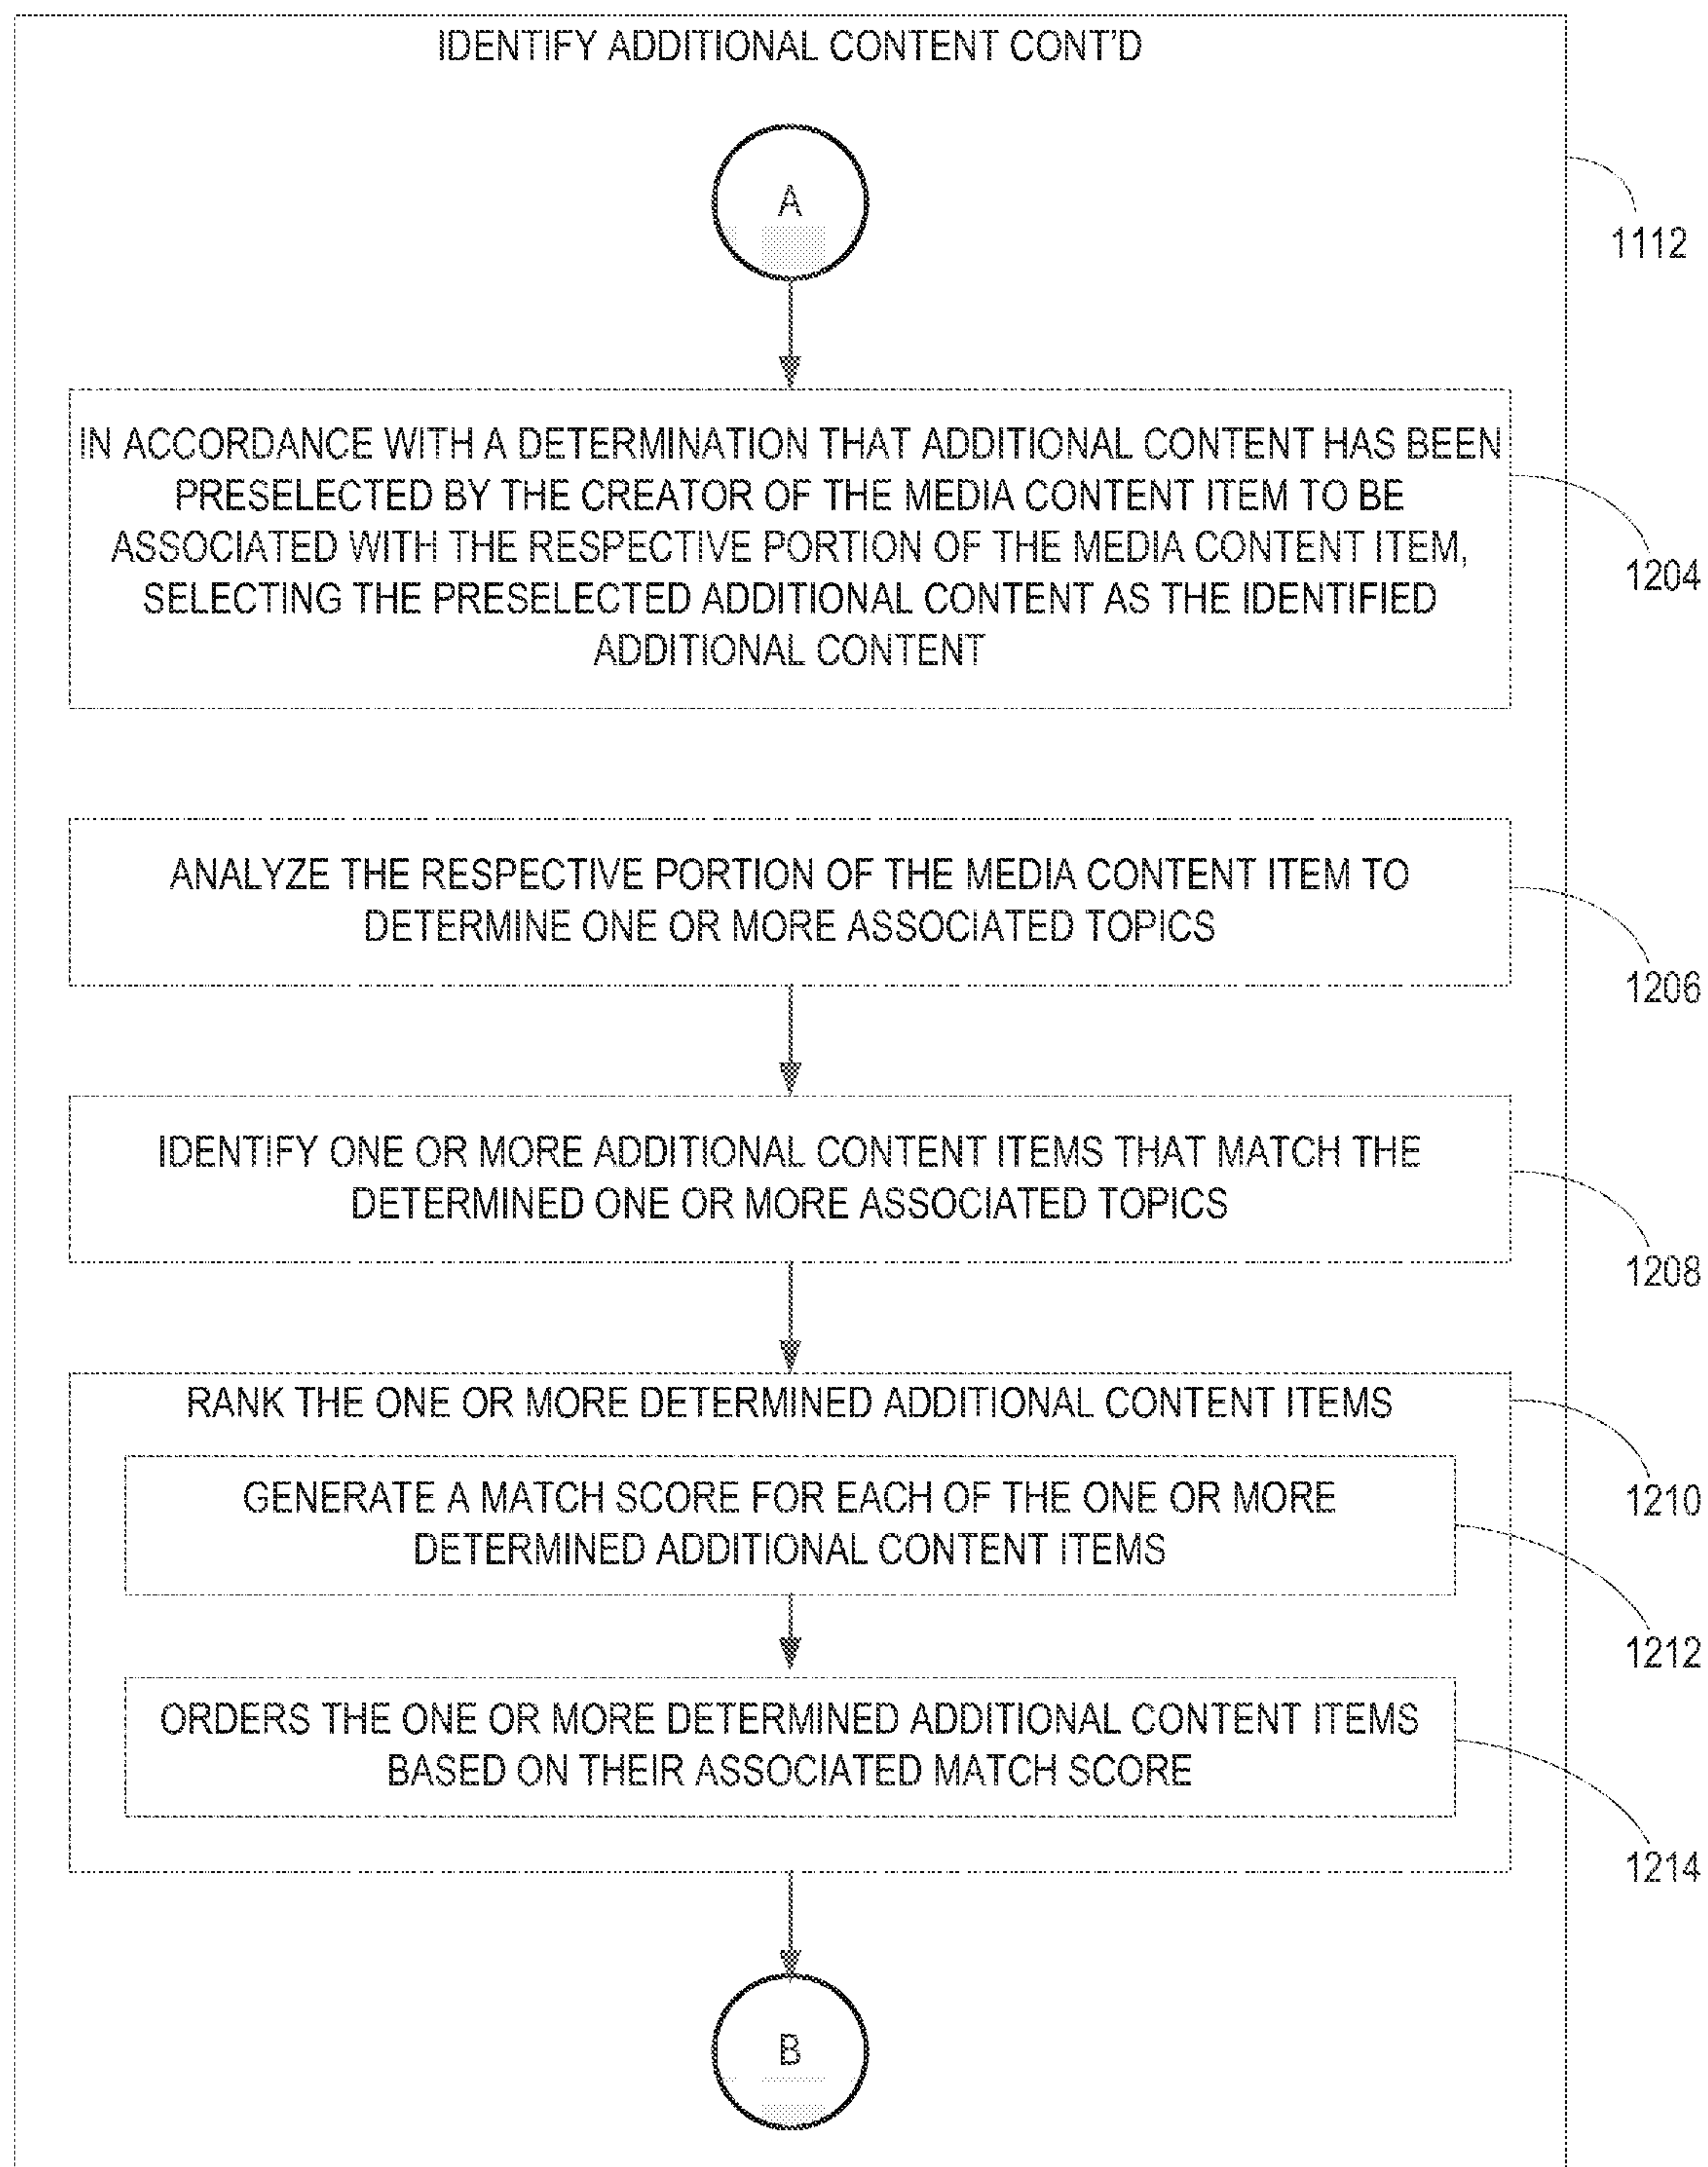 IDENTIFY ADDITIONAL CONTENT CONT'D
A
1112
IN ACCORDANCE WITH A DETERMINATION THAT ADDITIONAL CONTENT HAS BEEN
PRESELECTED BY THE CREATOR OF THE MEDIA CONTENT ITEM TO BE
ASSOCIATED WITH THE RESPECTIVE PORTION OF THE MEDIA CONTENT ITEM,
SELECTING THE PRESELECTED ADDITIONAL CONTENT AS THE IDENTIFIED
ADDITIONAL CONTENT
1204
ANALYZE THE RESPECTIVE PORTION OF THE MEDIA CONTENT ITEM TO
DETERMINE ONE OR MORE ASSOCIATED TOPICS
1206
IDENTIFY ONE OR MORE ADDITIONAL CONTENT ITEMS THAT MATCH THE
DETERMINED ONE OR MORE ASSOCIATED TOPICS
1208
RANK THE ONE OR MORE DETERMINED ADDITIONAL CONTENT ITEMS
1210
GENERATE A MATCH SCORE FOR EACH OF THE ONE OR MORE
DETERMINED ADDITIONAL CONTENT ITEMS
1212
ORDERS THE ONE OR MORE DETERMINED ADDITIONAL CONTENT ITEMS
BASED ON THEIR ASSOCIATED MATCH SCORE
1214
B